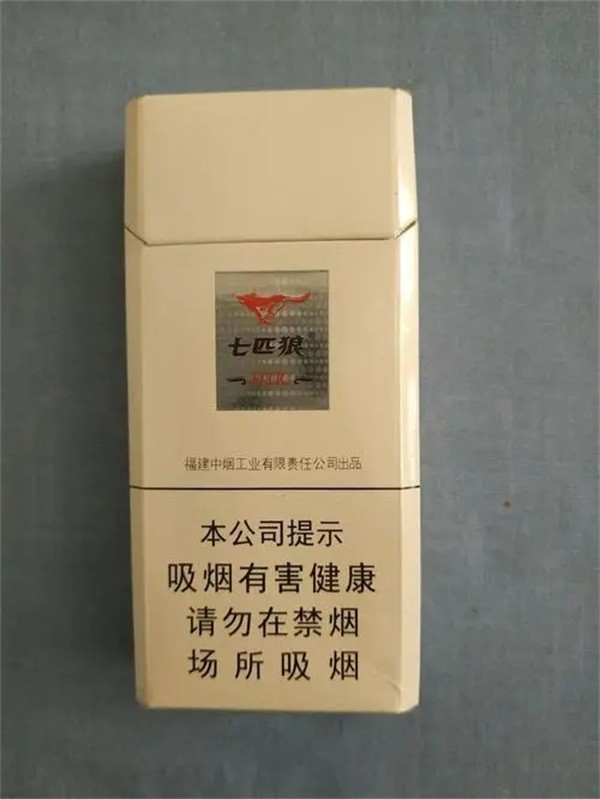 七匹狼
福建中烟工业有限责任公司出品
本公司提示
吸烟有害健康
请勿在禁烟
场所吸烟